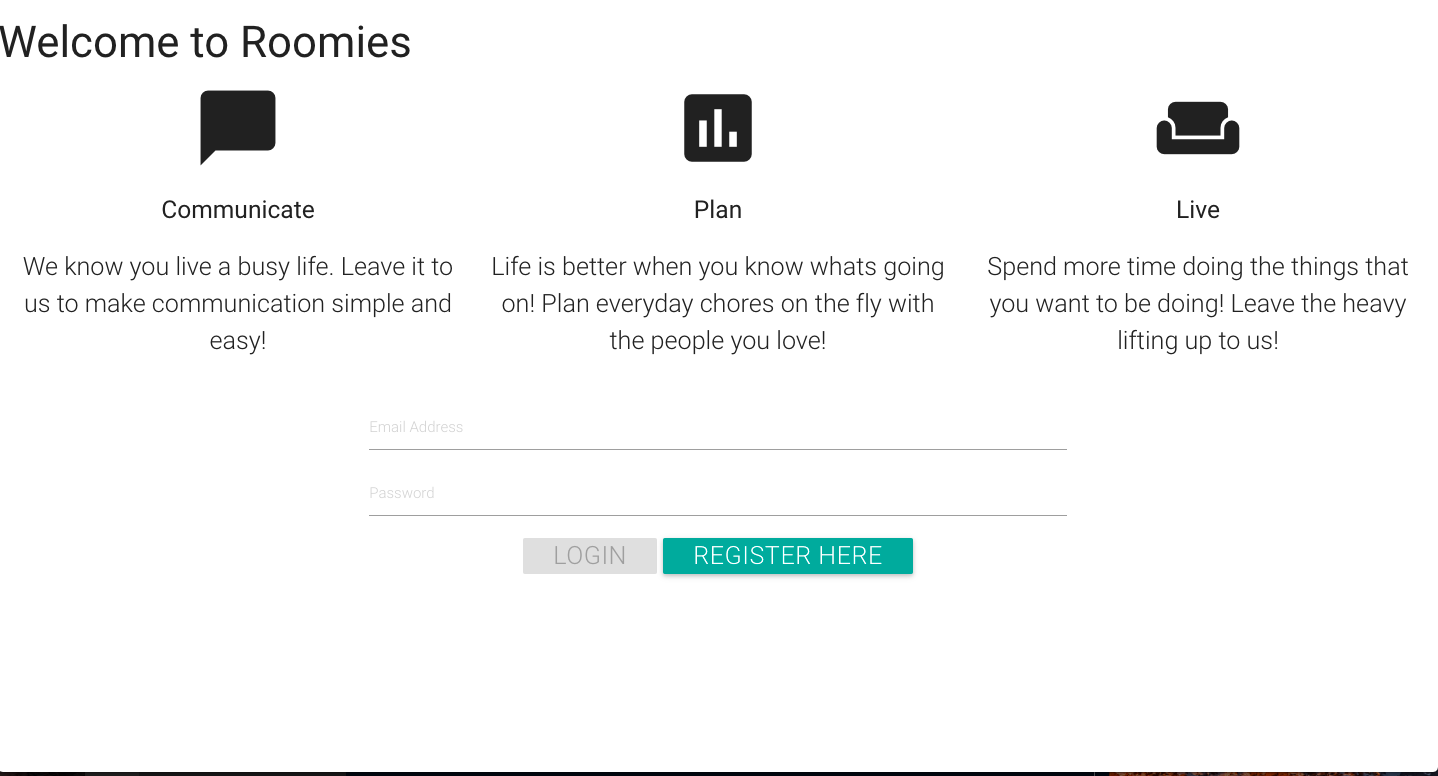 Welcome to Roomies
Communicate
We know you live a busy life. Leave it to
us to make communication simple and
easy!
Plan
Life is better when you know whats going
on! Plan everyday chores on the fly with
the people you love!
Live
Spend more time doing the things that
you want to be doing! Leave the heavy
lifting up to us!
Email Address
Password
LOGIN
REGISTER HERE